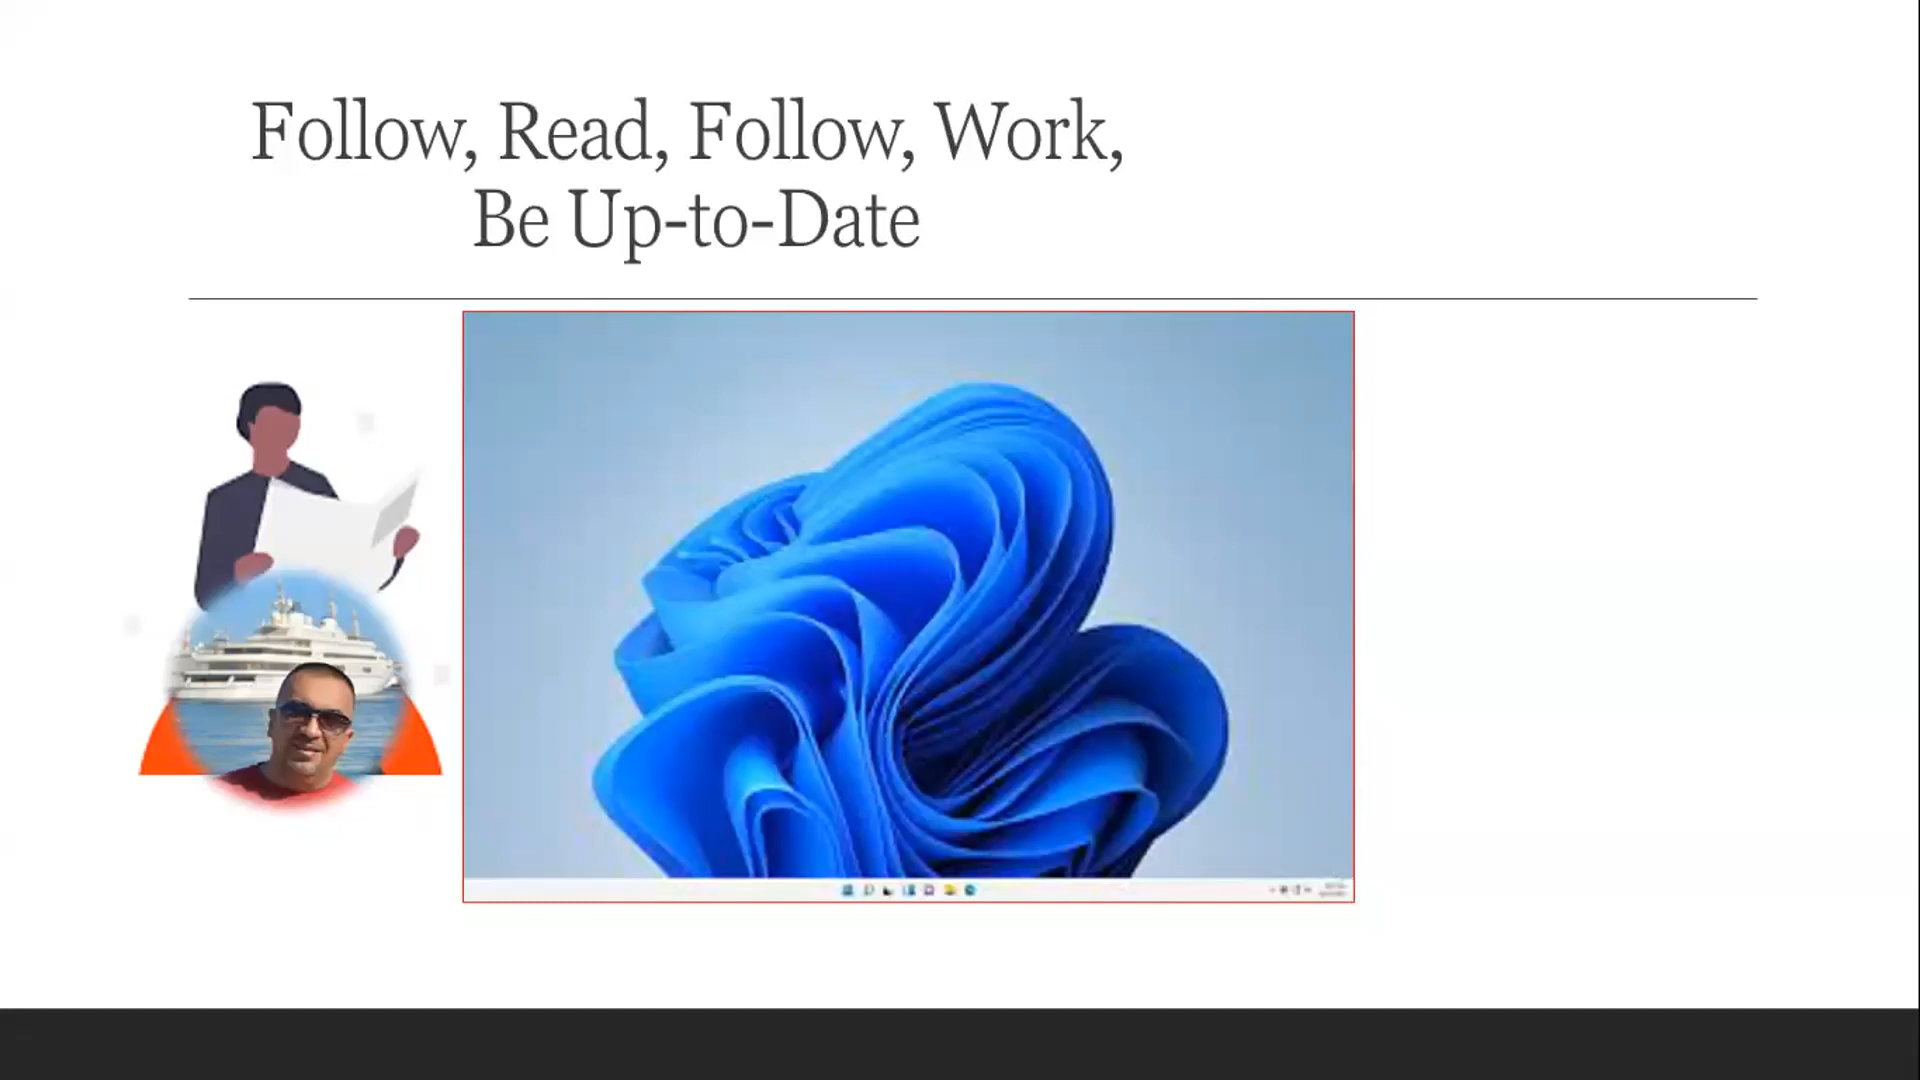 Follow, Read, Follow, Work,
Be Up-to-Date